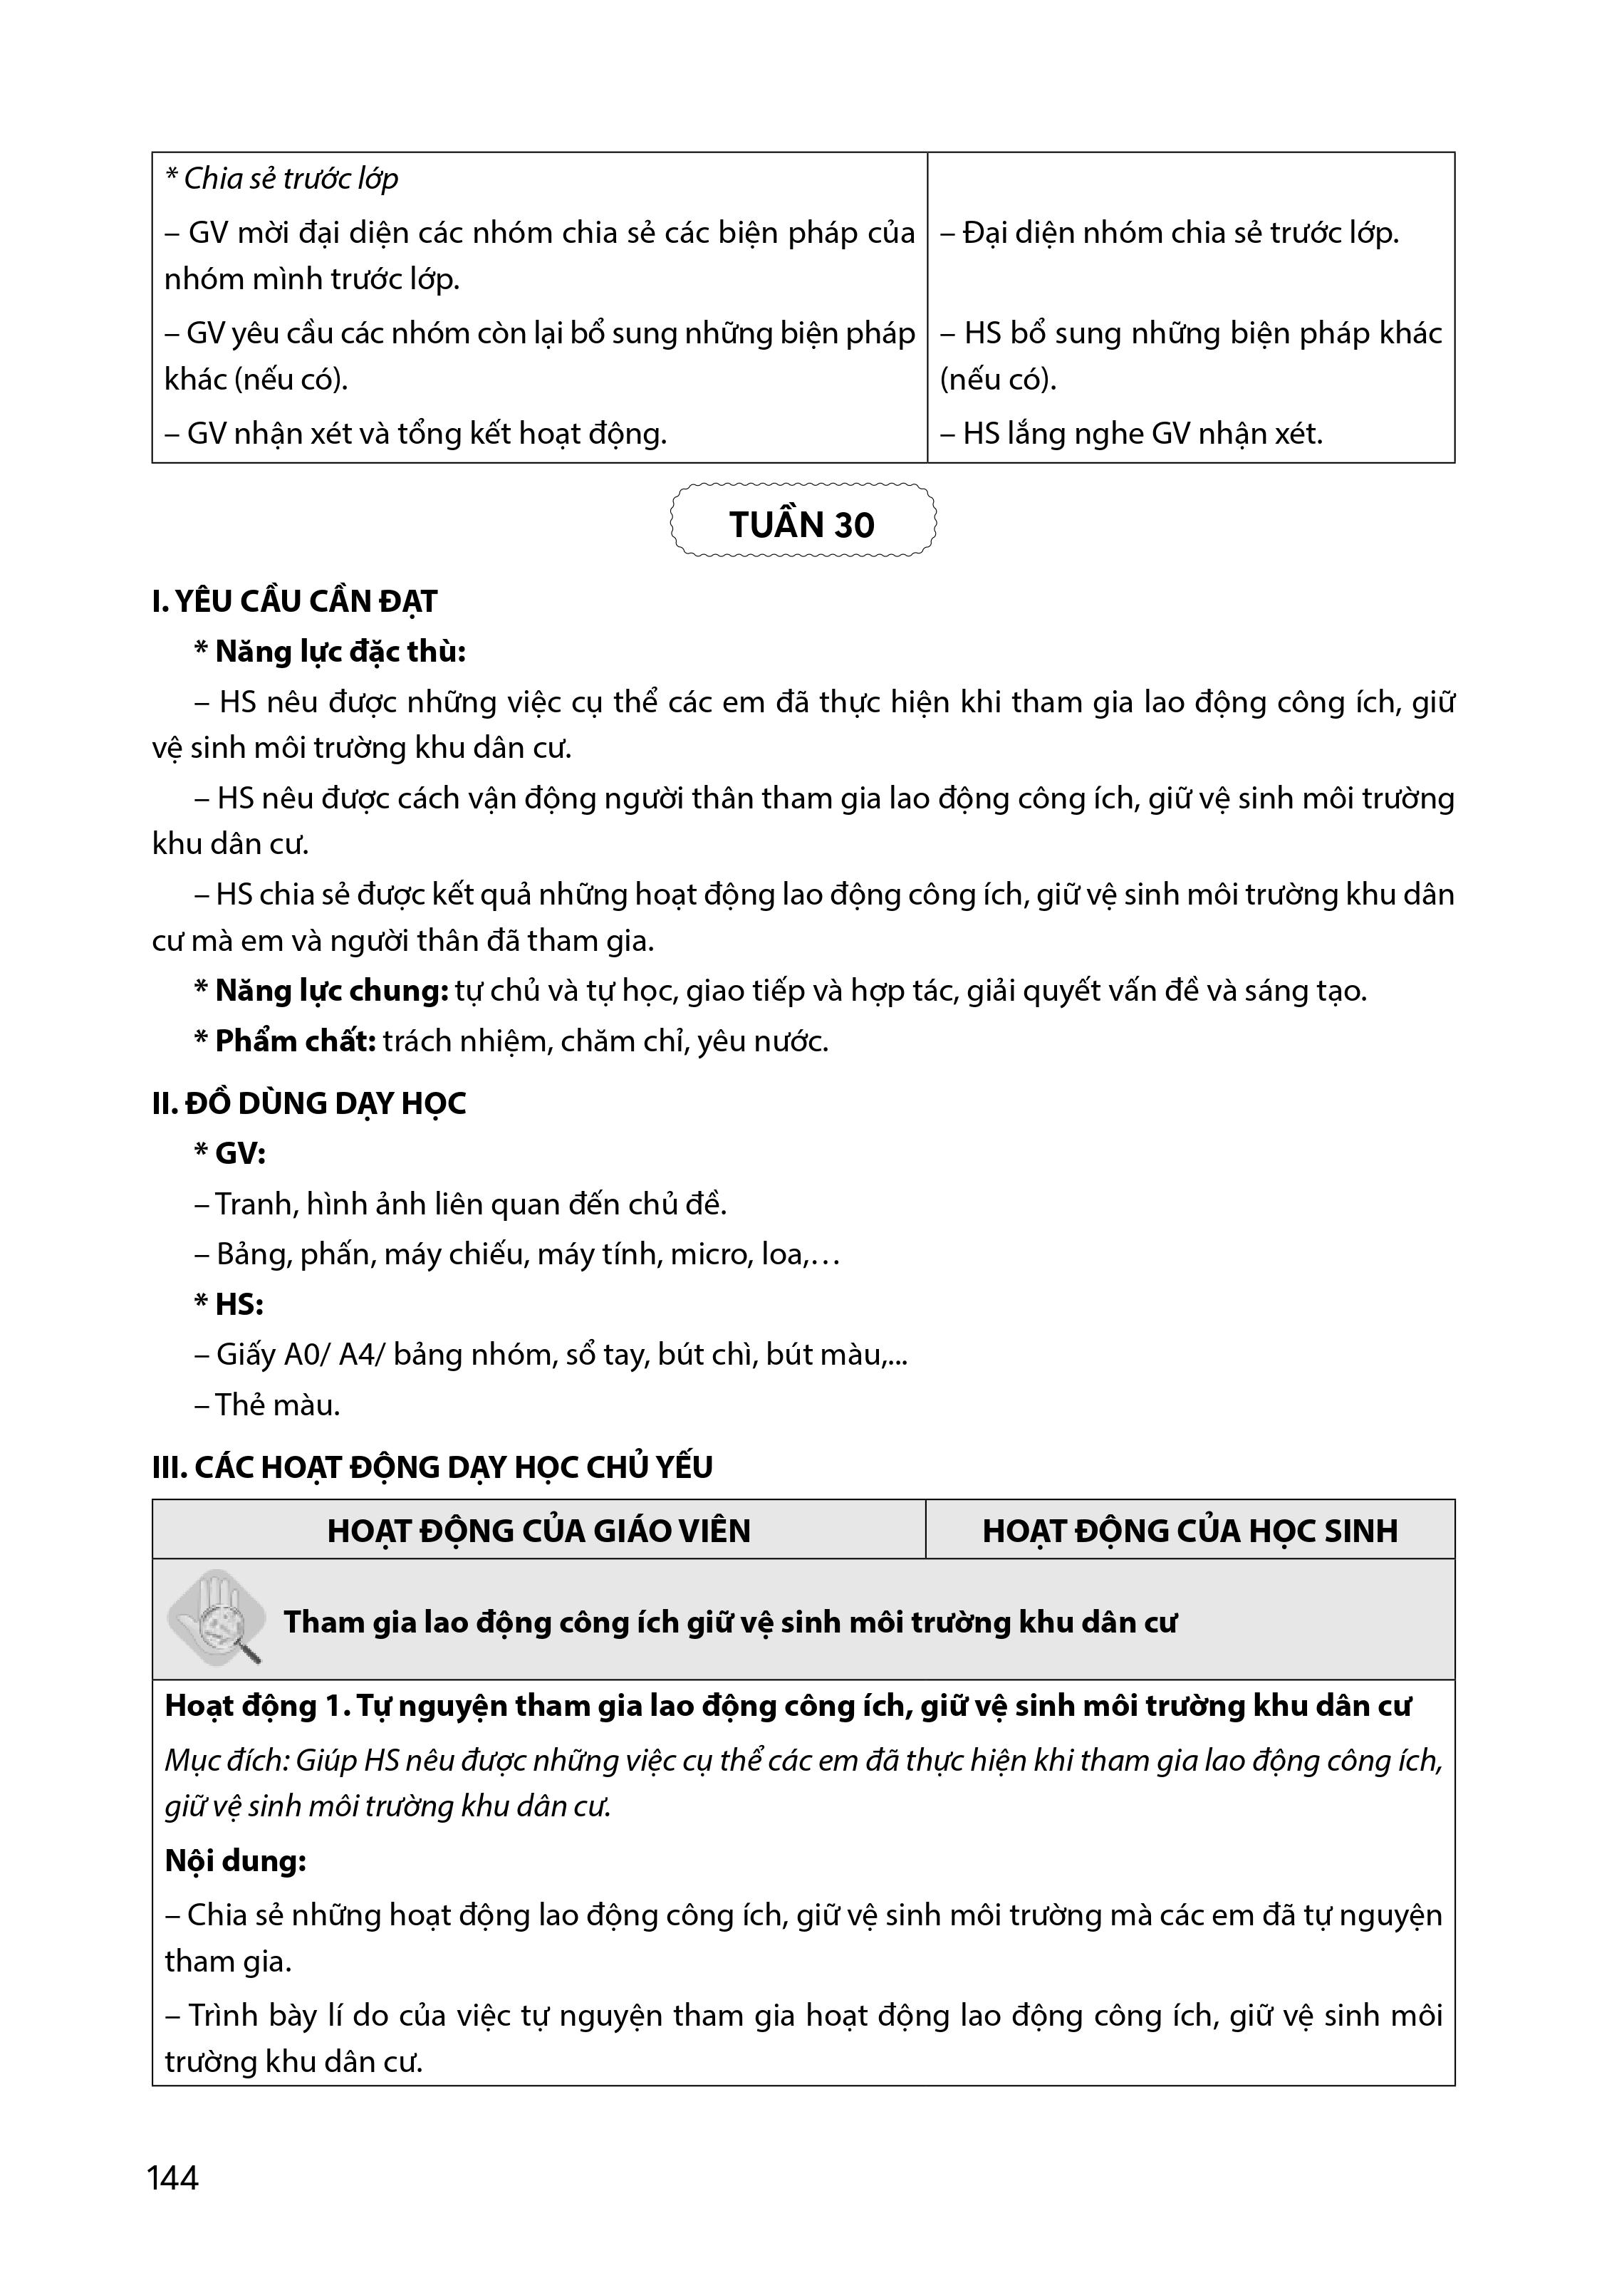 * Chia sẻ trước lớp
– GV mời đại diện các nhóm chia sẻ các biện pháp của
nhóm mình trước lớp.
– Đại diện nhóm chia sẻ trước lớp.
– GV yêu cầu các nhóm còn lại bổ sung những biện pháp
khác (nếu có).
– HS bổ sung những biện pháp khác
(nếu có).
– GV nhận xét và tổng kết hoạt động.
– HS lắng nghe GV nhận xét.
TUẦN 30
I. YÊU CẦU CẦN ĐẠT
* Năng lực đặc thù:
– HS nêu được những việc cụ thể các em đã thực hiện khi tham gia lao động công ích, giữ
vệ sinh môi trường khu dân cư.
– HS nêu được cách vận động người thân tham gia lao động công ích, giữ vệ sinh môi trường
khu dân cư.
– HS chia sẻ được kết quả những hoạt động lao động công ích, giữ vệ sinh môi trường khu dân
cư mà em và người thân đã tham gia.
* Năng lực chung: tự chủ và tự học, giao tiếp và hợp tác, giải quyết vấn đề và sáng tạo.
* Phẩm chất: trách nhiệm, chăm chỉ, yêu nước.
II. ĐỒ DÙNG DẠY HỌC
* GV:
– Tranh, hình ảnh liên quan đến chủ đề.
– Bảng, phấn, máy chiếu, máy tính, micro, loa,…
* HS:
– Giấy A0/ A4/ bảng nhóm, sổ tay, bút chì, bút màu,...
– Thẻ màu.
III. CÁC HOẠT ĐỘNG DẠY HỌC CHỦ YẾU
HOẠT ĐỘNG CỦA GIÁO VIÊN
HOẠT ĐỘNG CỦA HỌC SINH
Tham gia lao động công ích giữ vệ sinh môi trường khu dân cư
Hoạt động 1. Tự nguyện tham gia lao động công ích, giữ vệ sinh môi trường khu dân cư
Mục đích: Giúp HS nêu được những việc cụ thể các em đã thực hiện khi tham gia lao động công ích,
giữ vệ sinh môi trường khu dân cư.
Nội dung:
– Chia sẻ những hoạt động lao động công ích, giữ vệ sinh môi trường mà các em đã tự nguyện
tham gia.
– Trình bày lí do của việc tự nguyện tham gia hoạt động lao động công ích, giữ vệ sinh môi
trường khu dân cư.
144